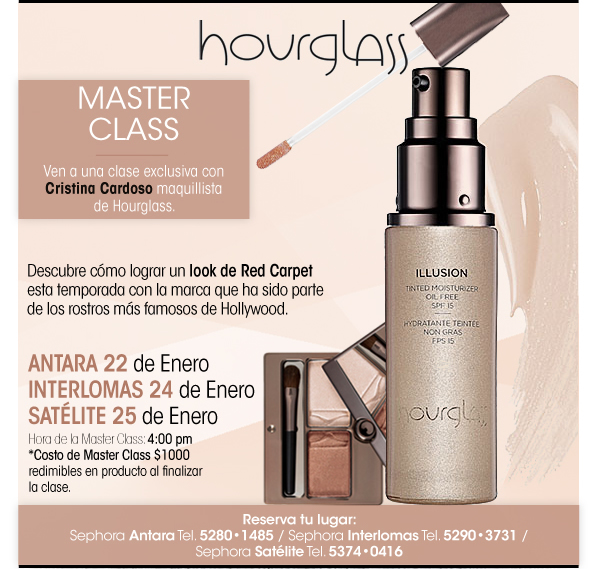 hourglass
MASTER
CLASS
Ven a una clase exclusiva con
Cristina Cardoso maquillista
de Hourglass.
Descubre cómo lograr un look de Red Carpet
esta temporada con la marca que ha sido parte
de los rostros más famosos de Hollywood.
ANTARA 22 de Enero
INTERLOMAS 24 de Enero
SATÉLITE 25 de Enero
Hora de la Master Class: 4:00 pm
*Costo de Master Class $1000
redimibles en producto al finalizar
la clase.
ILLUSION
TINTED MOISTURIZER
OIL FREE
SPF 15
HYDRATANTE TEINTÉE
NON GRAS
FPS 15
hourglass
Reserva tu lugar:
Sephora Antara Tel. 5280•1485 / Sephora Interlomas Tel. 5290•3731 /
Sephora Satélite Tel. 5374•0416